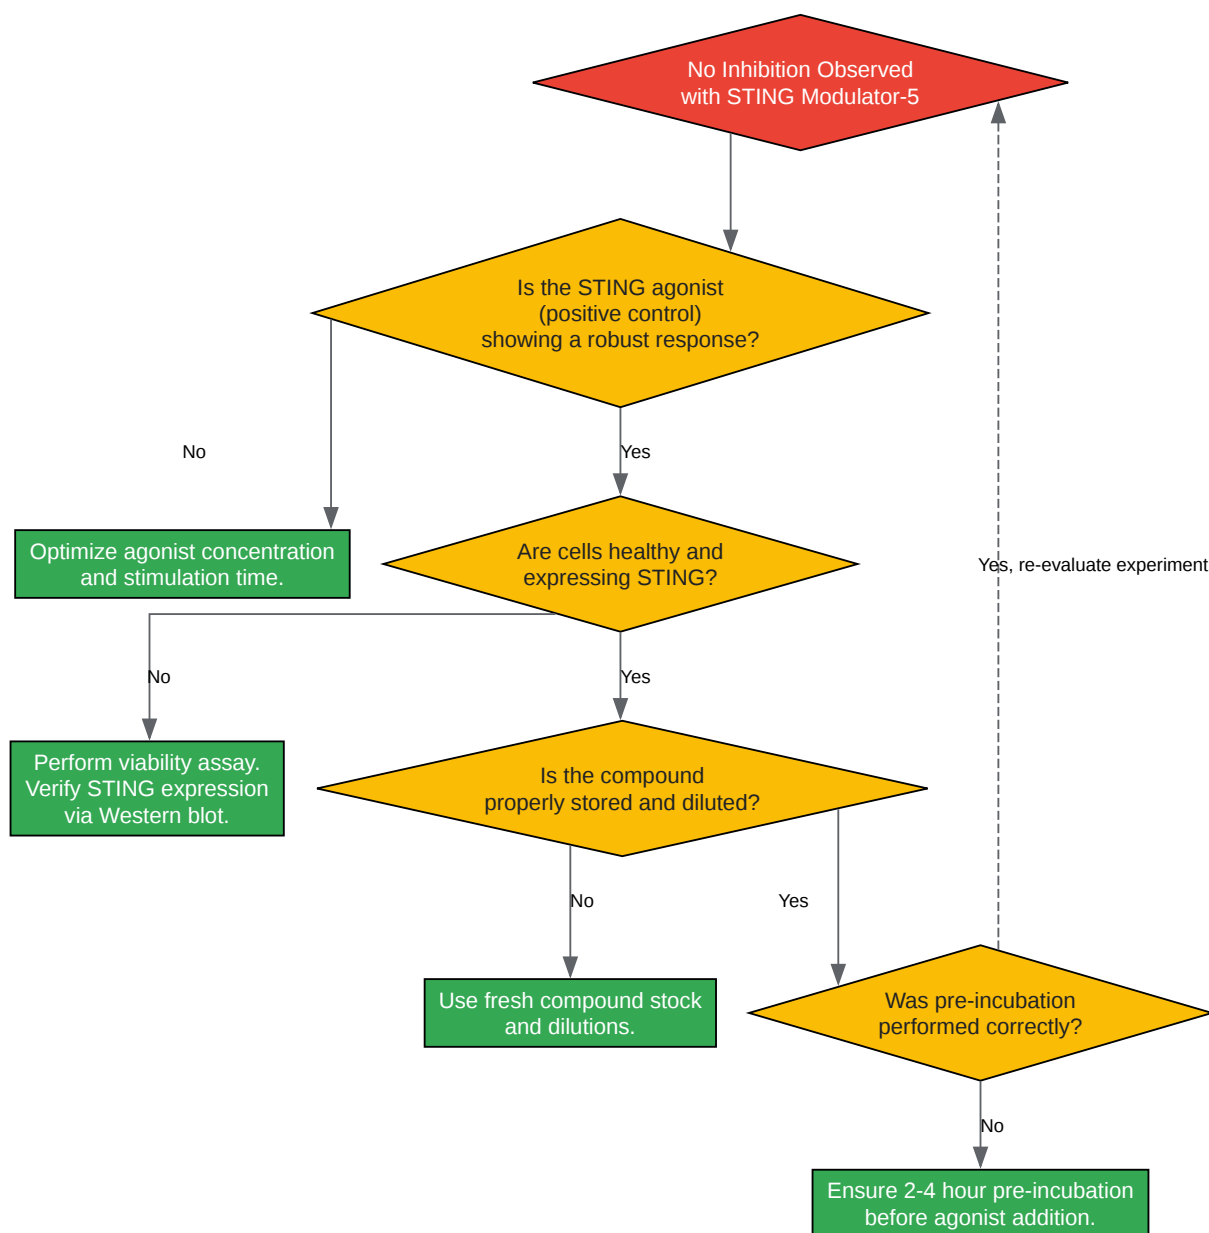 No Inhibition Observed
with STING Modulator-5
Is the STING agonist
(positive control)
showing a robust response?
No
Yes
Optimize agonist concentration
and stimulation time.
Are cells healthy and
expressing STING?
Yes, re-evaluate experiment
No
Yes
Perform viability assay.
Verify STING expression
via Western blot.
Is the compound
properly stored and diluted?
No
Yes
Use fresh compound stock
and dilutions.
Was pre-incubation
performed correctly?
No
Ensure 2-4 hour pre-incubation
before agonist addition.